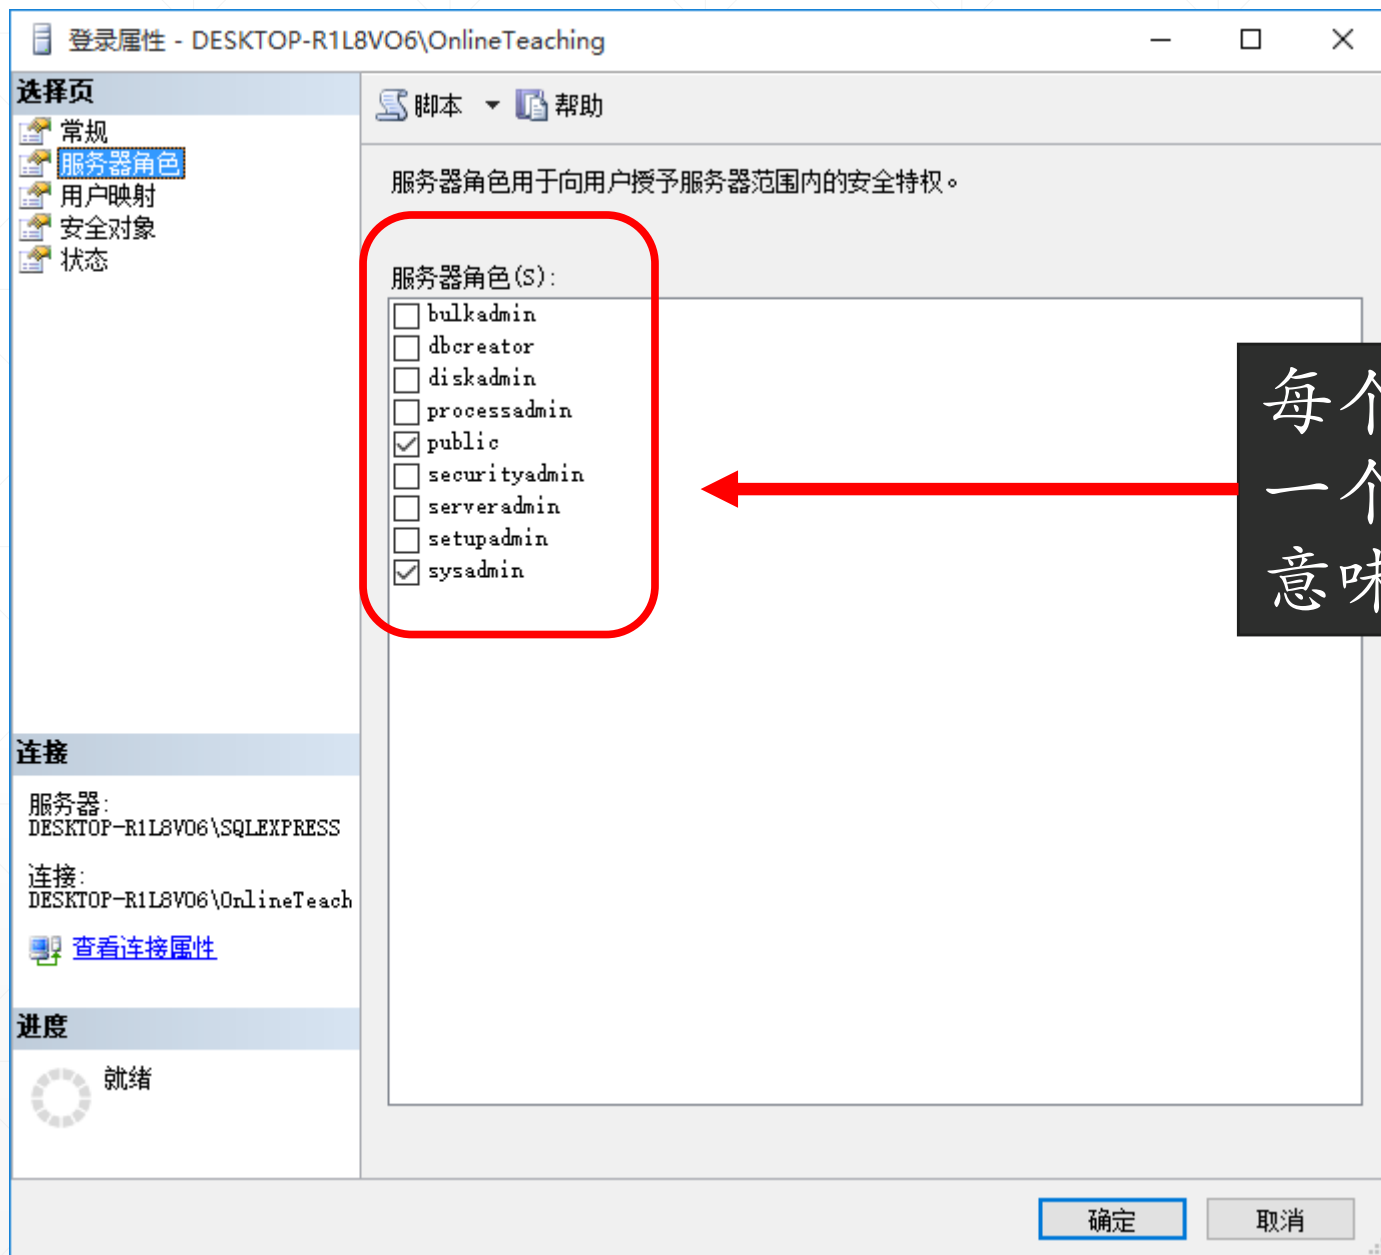 登录属性 - DESKTOP-R1L8VO6\OnlineTeaching
选择页
常规
服务器角色
用户映射
安全对象
状态
脚本
帮助
服务器角色用于向用户授予服务器范围内的安全特权。
服务器角色(S):
bulkadmin
dbcreator
diskadmin
processadmin
public
securityadmin
serveradmin
setupadmin
sysadmin
每个
一个
意味
连接
服务器:
DESKTOP-R1L8VO6\SQLEXPRESS
连接:
DESKTOP-R1L8VO6\OnlineTeach
查看连接属性
进度
就绪
确定
取消